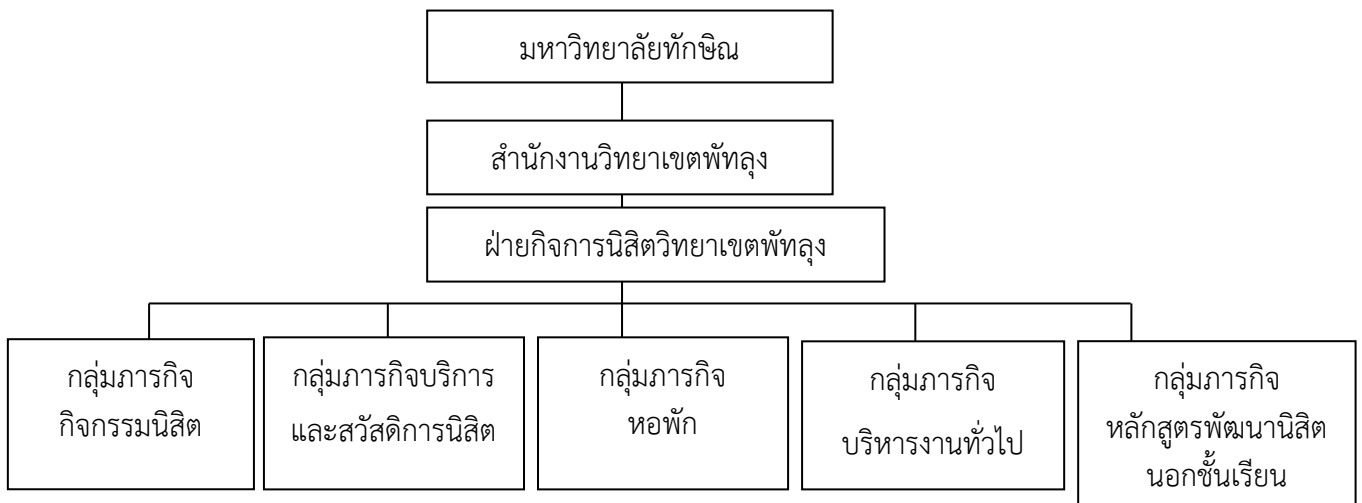 มหาวิทยาลัยทักษิณ
สำนักงานวิทยาเขตพัทลุง
ฝ่ายกิจการนิสิตวิทยาเขตพัทลุง
กลุ่มภารกิจ
กิจกรรมนิสิต
กลุ่มภารกิจบริการ
และสวัสดิการนิสิต
กลุ่มภารกิจ
หอพัก
กลุ่มภารกิจ
บริหารงานทั่วไป
กลุ่มภารกิจ
หลักสูตรพัฒนานิสิต
นอกชั้นเรียน